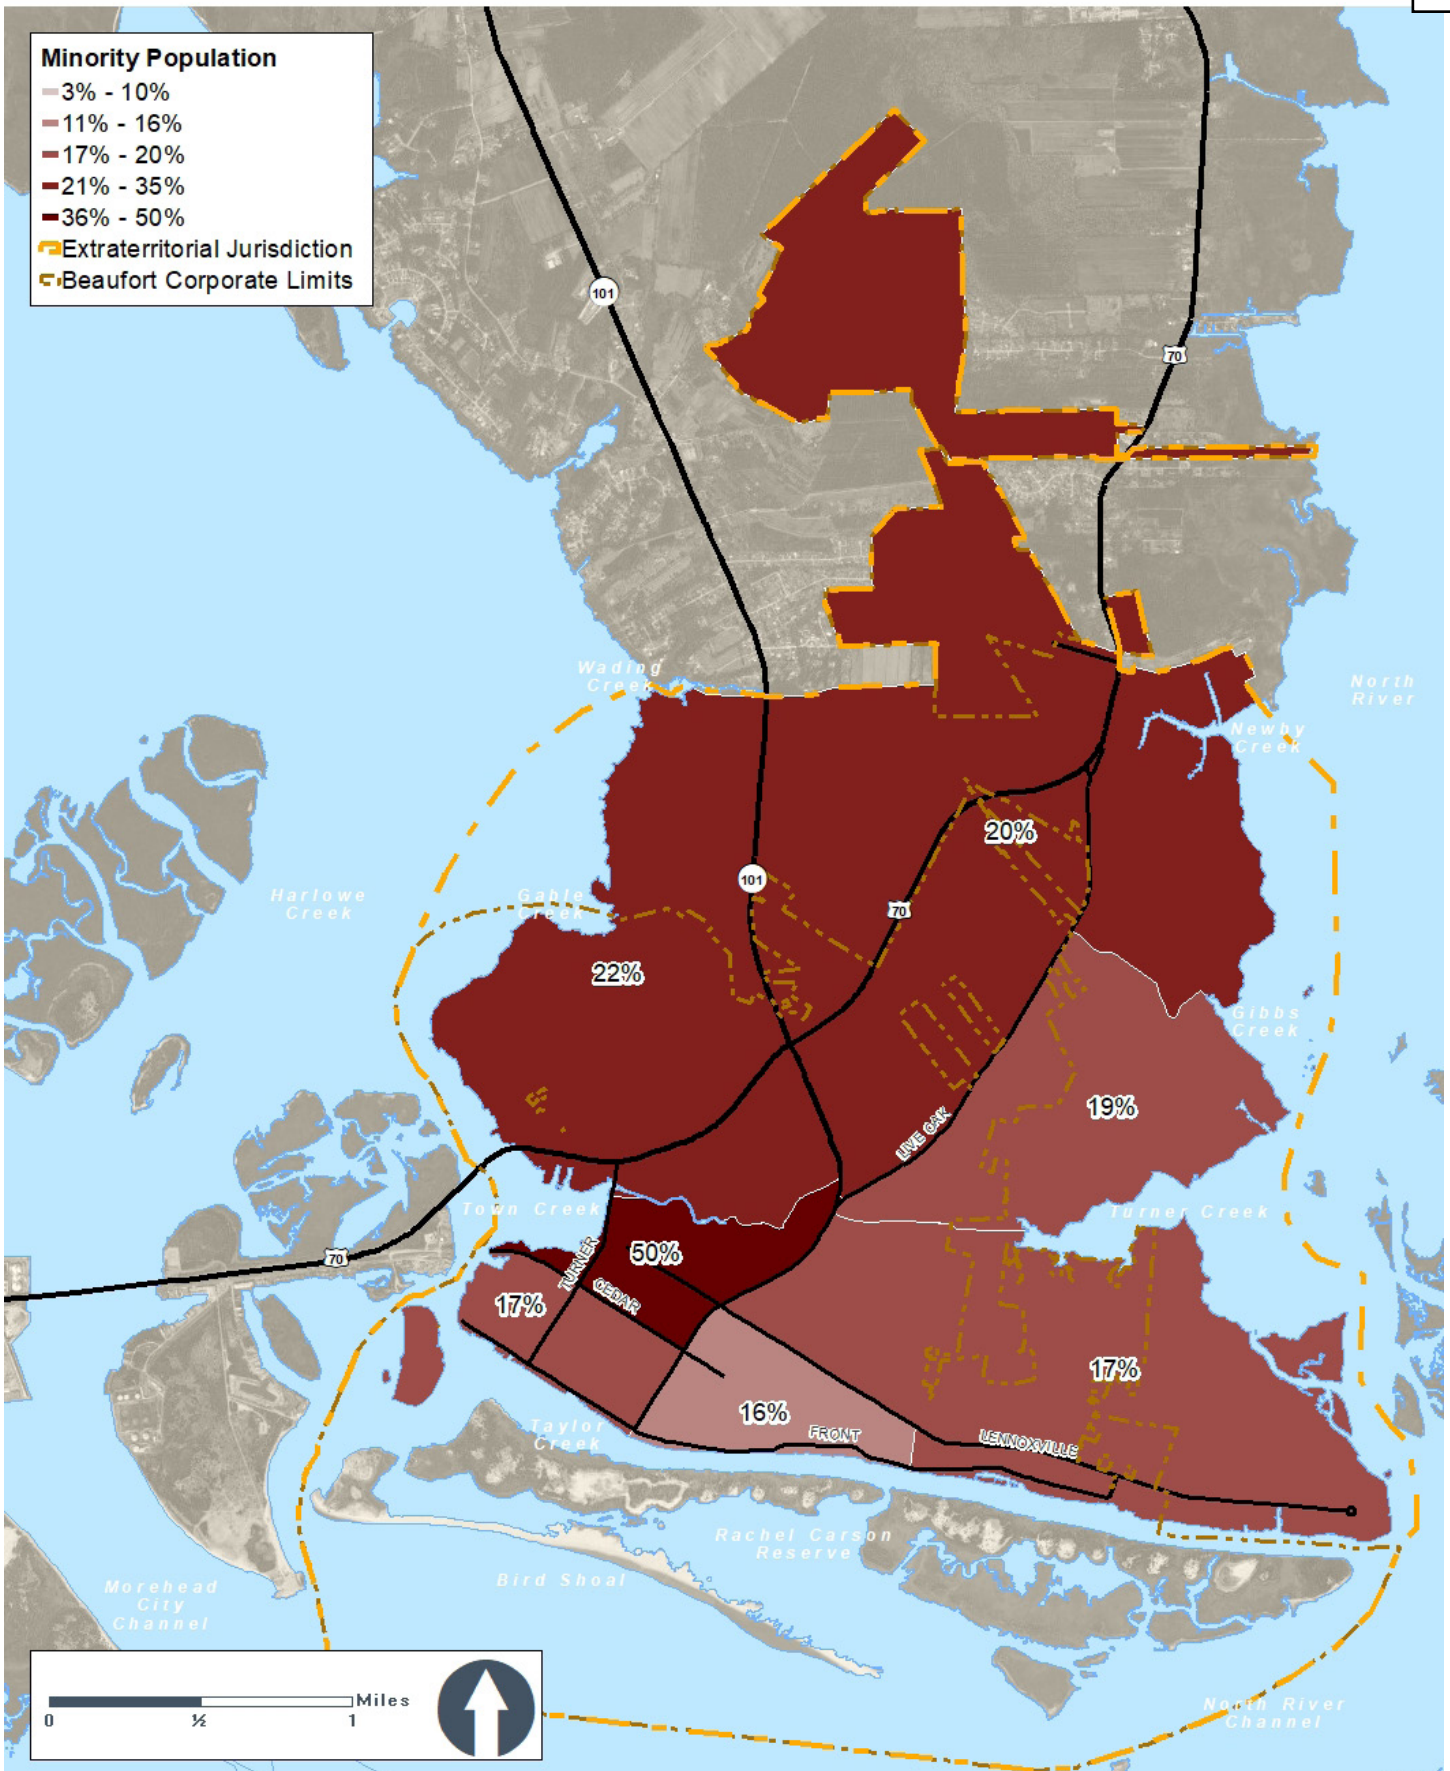 Minority Population
3% - 10%
11% - 16%
17% - 20%
21% - 35%
36% - 50%
Extraterritorial Jurisdiction
Beaufort Corporate Limits
101
70
Wading
Creek
North
River
Newby
Creek
20%
101
Harlowe
Creek
Gable
Creek
70
22%
Gibbs
Creek
19%
LIVE OAK
Town Creek
Turner Creek
70
TURNER
50%
CEDAR
17%
17%
16%
Taylor
Creek
FRONT
LENNOXVILLE
Rachel Carson
Reserve
Bird Shoal
Morehead
City
Channel
Miles
0 ½ 1
North River
Channel